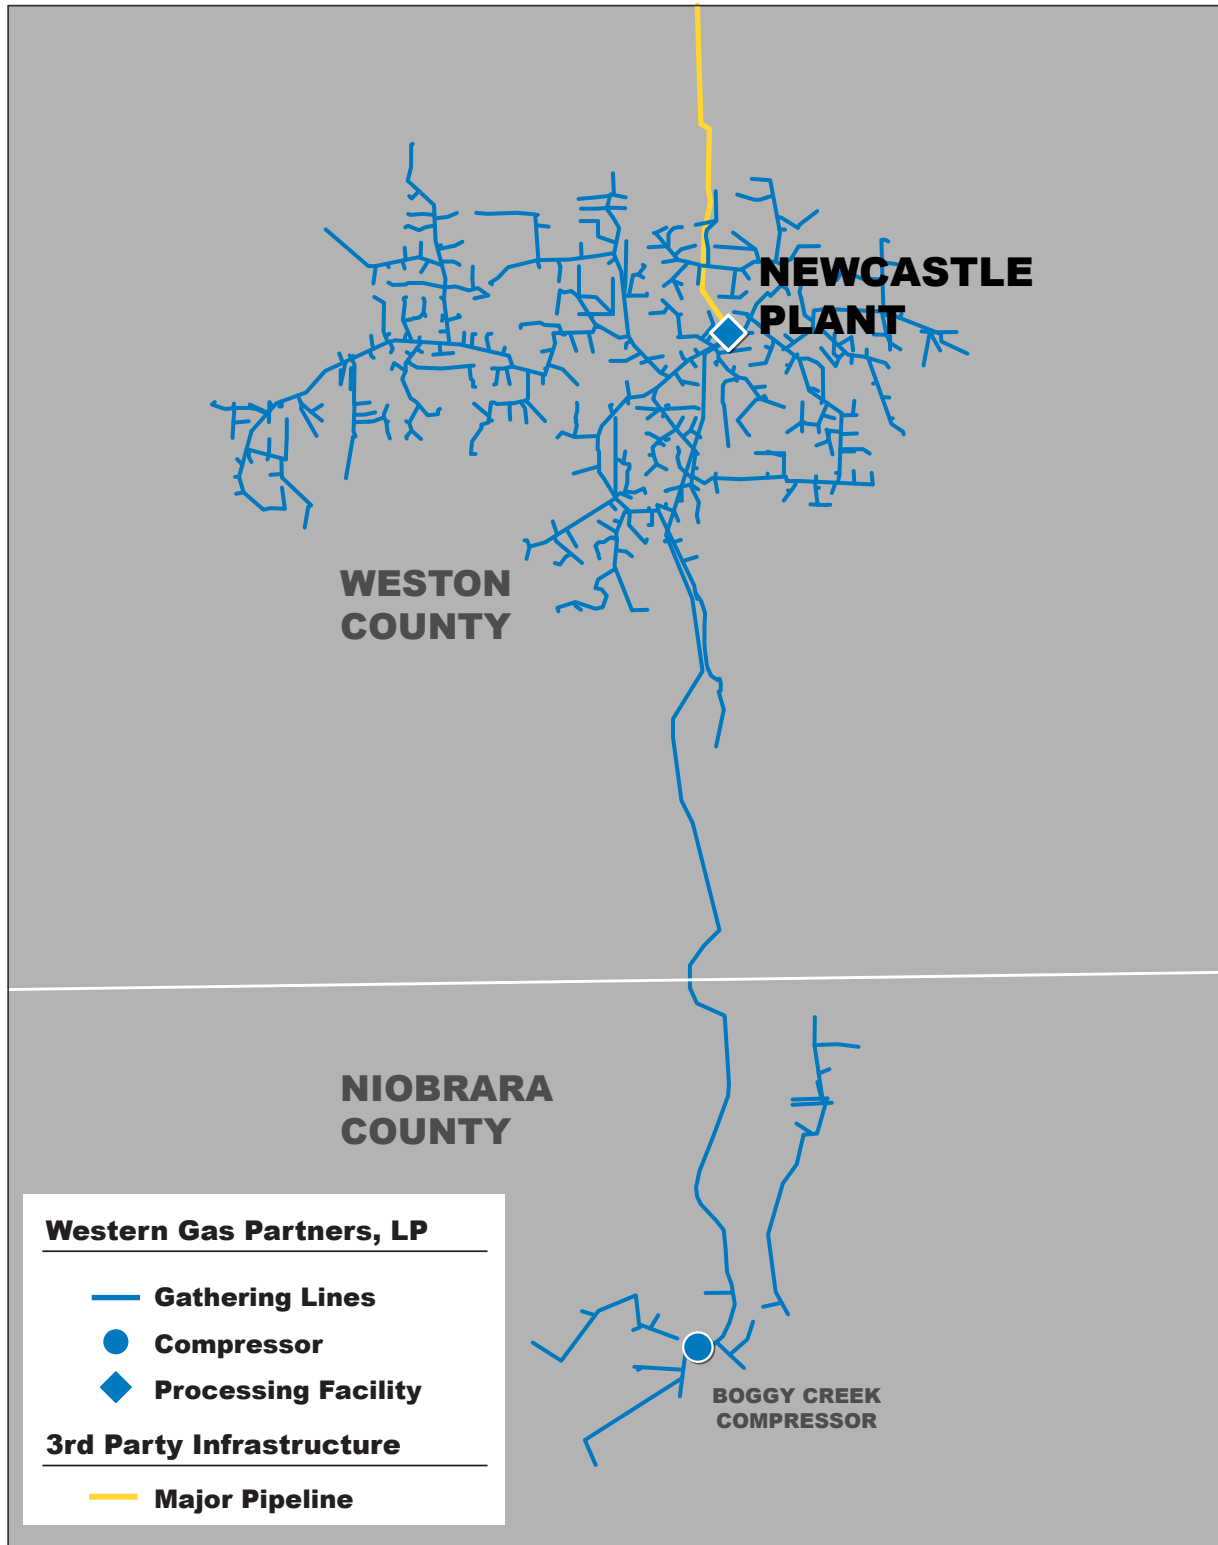 NEWCASTLE
PLANT
WESTON
COUNTY
NIOBRARA
COUNTY
Western Gas Partners, LP
Gathering Lines
Compressor
Processing Facility
3rd Party Infrastructure
Major Pipeline
BOGGY CREEK
COMPRESSOR